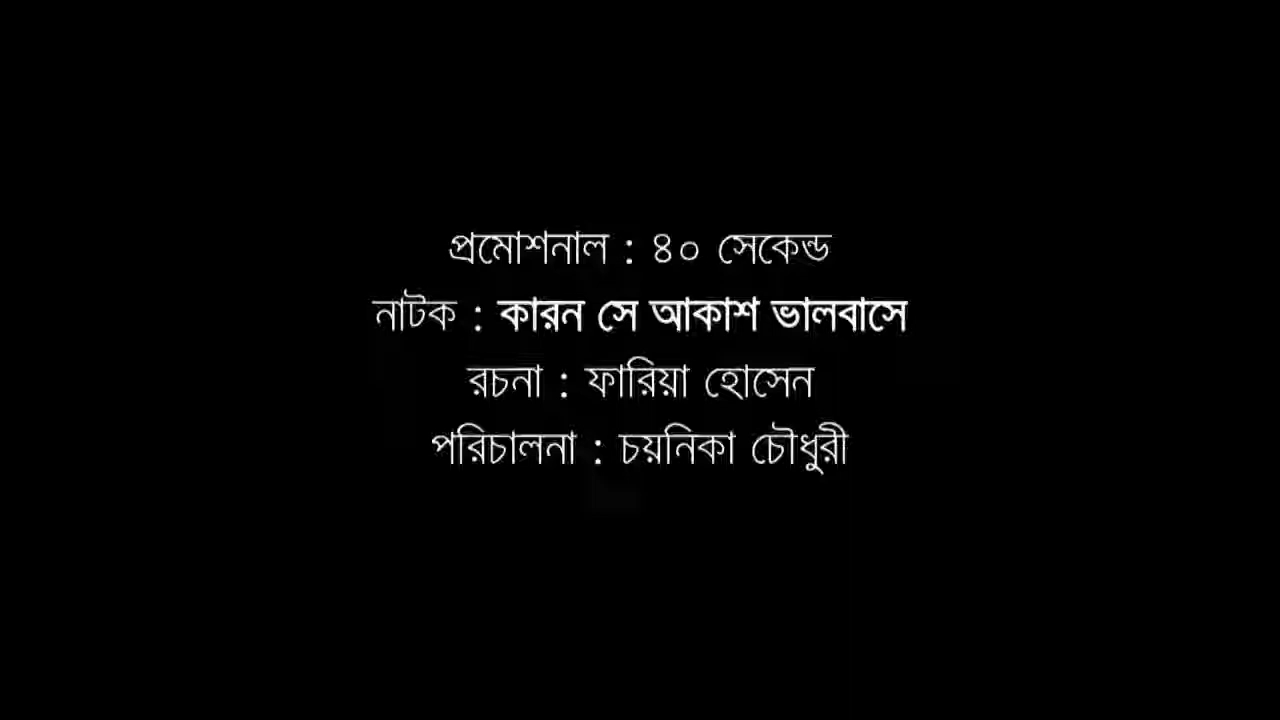 প্রমোশনাল : ৪০ সেকেন্ড
নাটক : কারন সে আকাশ ভালবাসে
রচনা : ফারিয়া হোসেন
পরিচালনা : চয়নিকা চৌধুরী